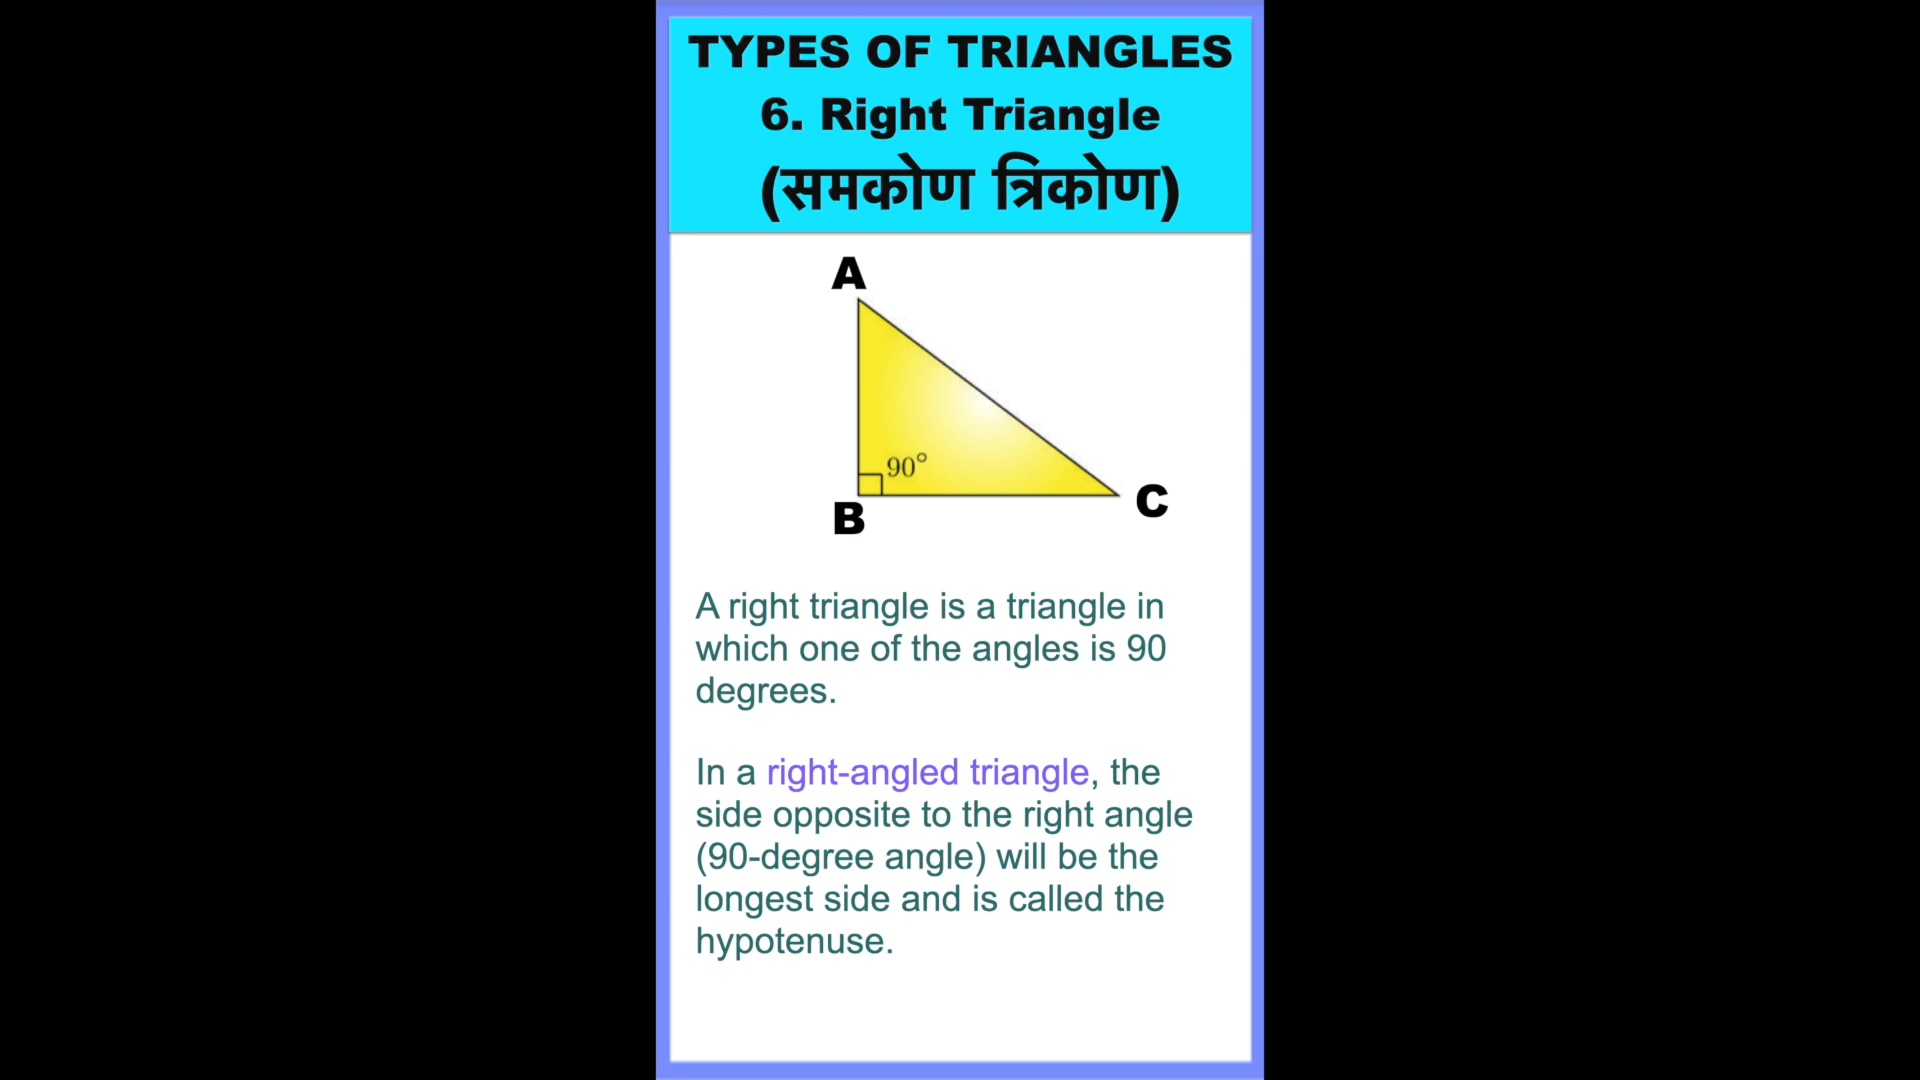 TYPES OF TRIANGLES
6. Right Triangle
(समकोण त्रिकोण)
A
90°
B
C
A right triangle is a triangle in
which one of the angles is 90
degrees.
In a right-angled triangle, the
side opposite to the right angle
(90-degree angle) will be the
longest side and is called the
hypotenuse.